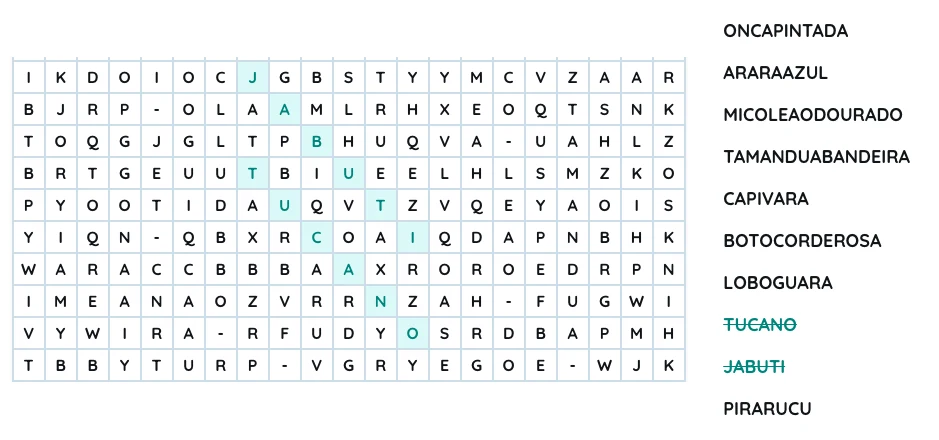 I K D O I O C J G B S T Y Y M C V Z A A R
B J R P - O L A A M L R H X E O Q T S N K
T O Q G J G L T P B H U Q V A - U A H L Z
B R T G E U U T B I U E E L H L S M Z K O
P Y O O T I D A U Q V T Z V Q E Y A O I S
Y I Q N - Q B X R C O A I Q D A P N B H K
W A R A C C B B B A A X R O R O E D R P N
I M E A N A O Z V R R N Z A H - F U G W I
V Y W I R A - R F U D Y O S R D B A P M H
T B B Y T U R P - V G R Y E G O E - W J K
ONCAPINTADA
ARARAAZUL
MICOLEAODOURADO
TAMANDUABANDEIRA
CAPIVARA
BOTOCORDEROSA
LOBOGUARA
TUCANO
JABUTI
PIRARUCU